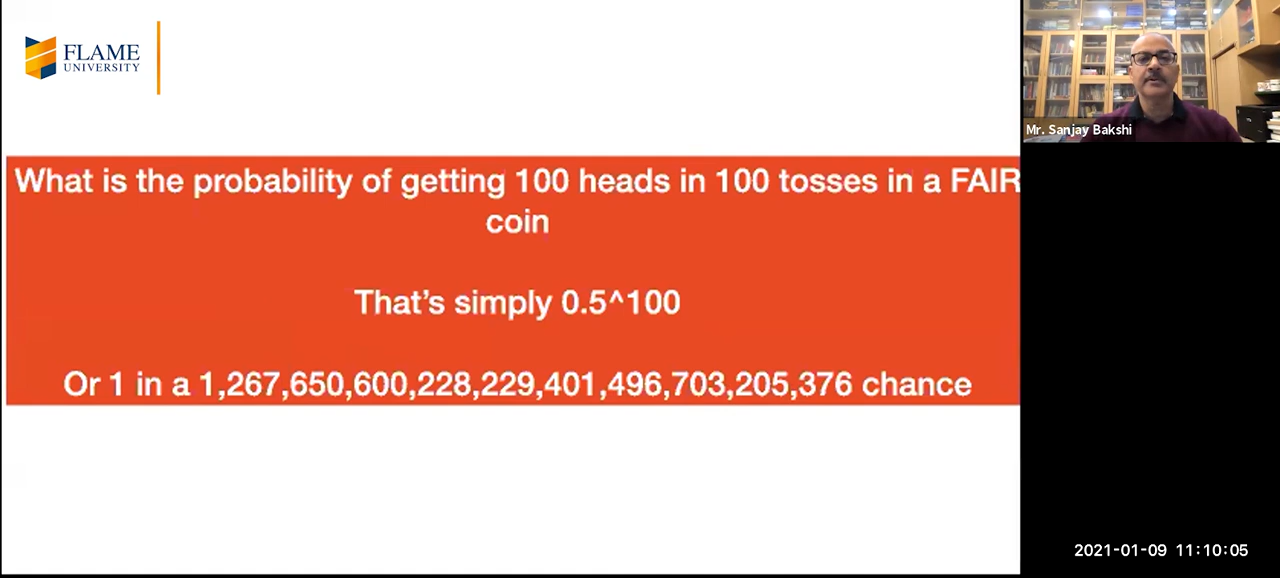 FLAME
UNIVERSITY
What is the probability of getting 100 heads in 100 tosses in a FAIR
coin
That's simply 0.5^100
Or 1 in a 1,267,650,600,228,229,401,496,703,205,376 chance
Mr. Sanjay Bakshi
2021-01-09 11:10:05